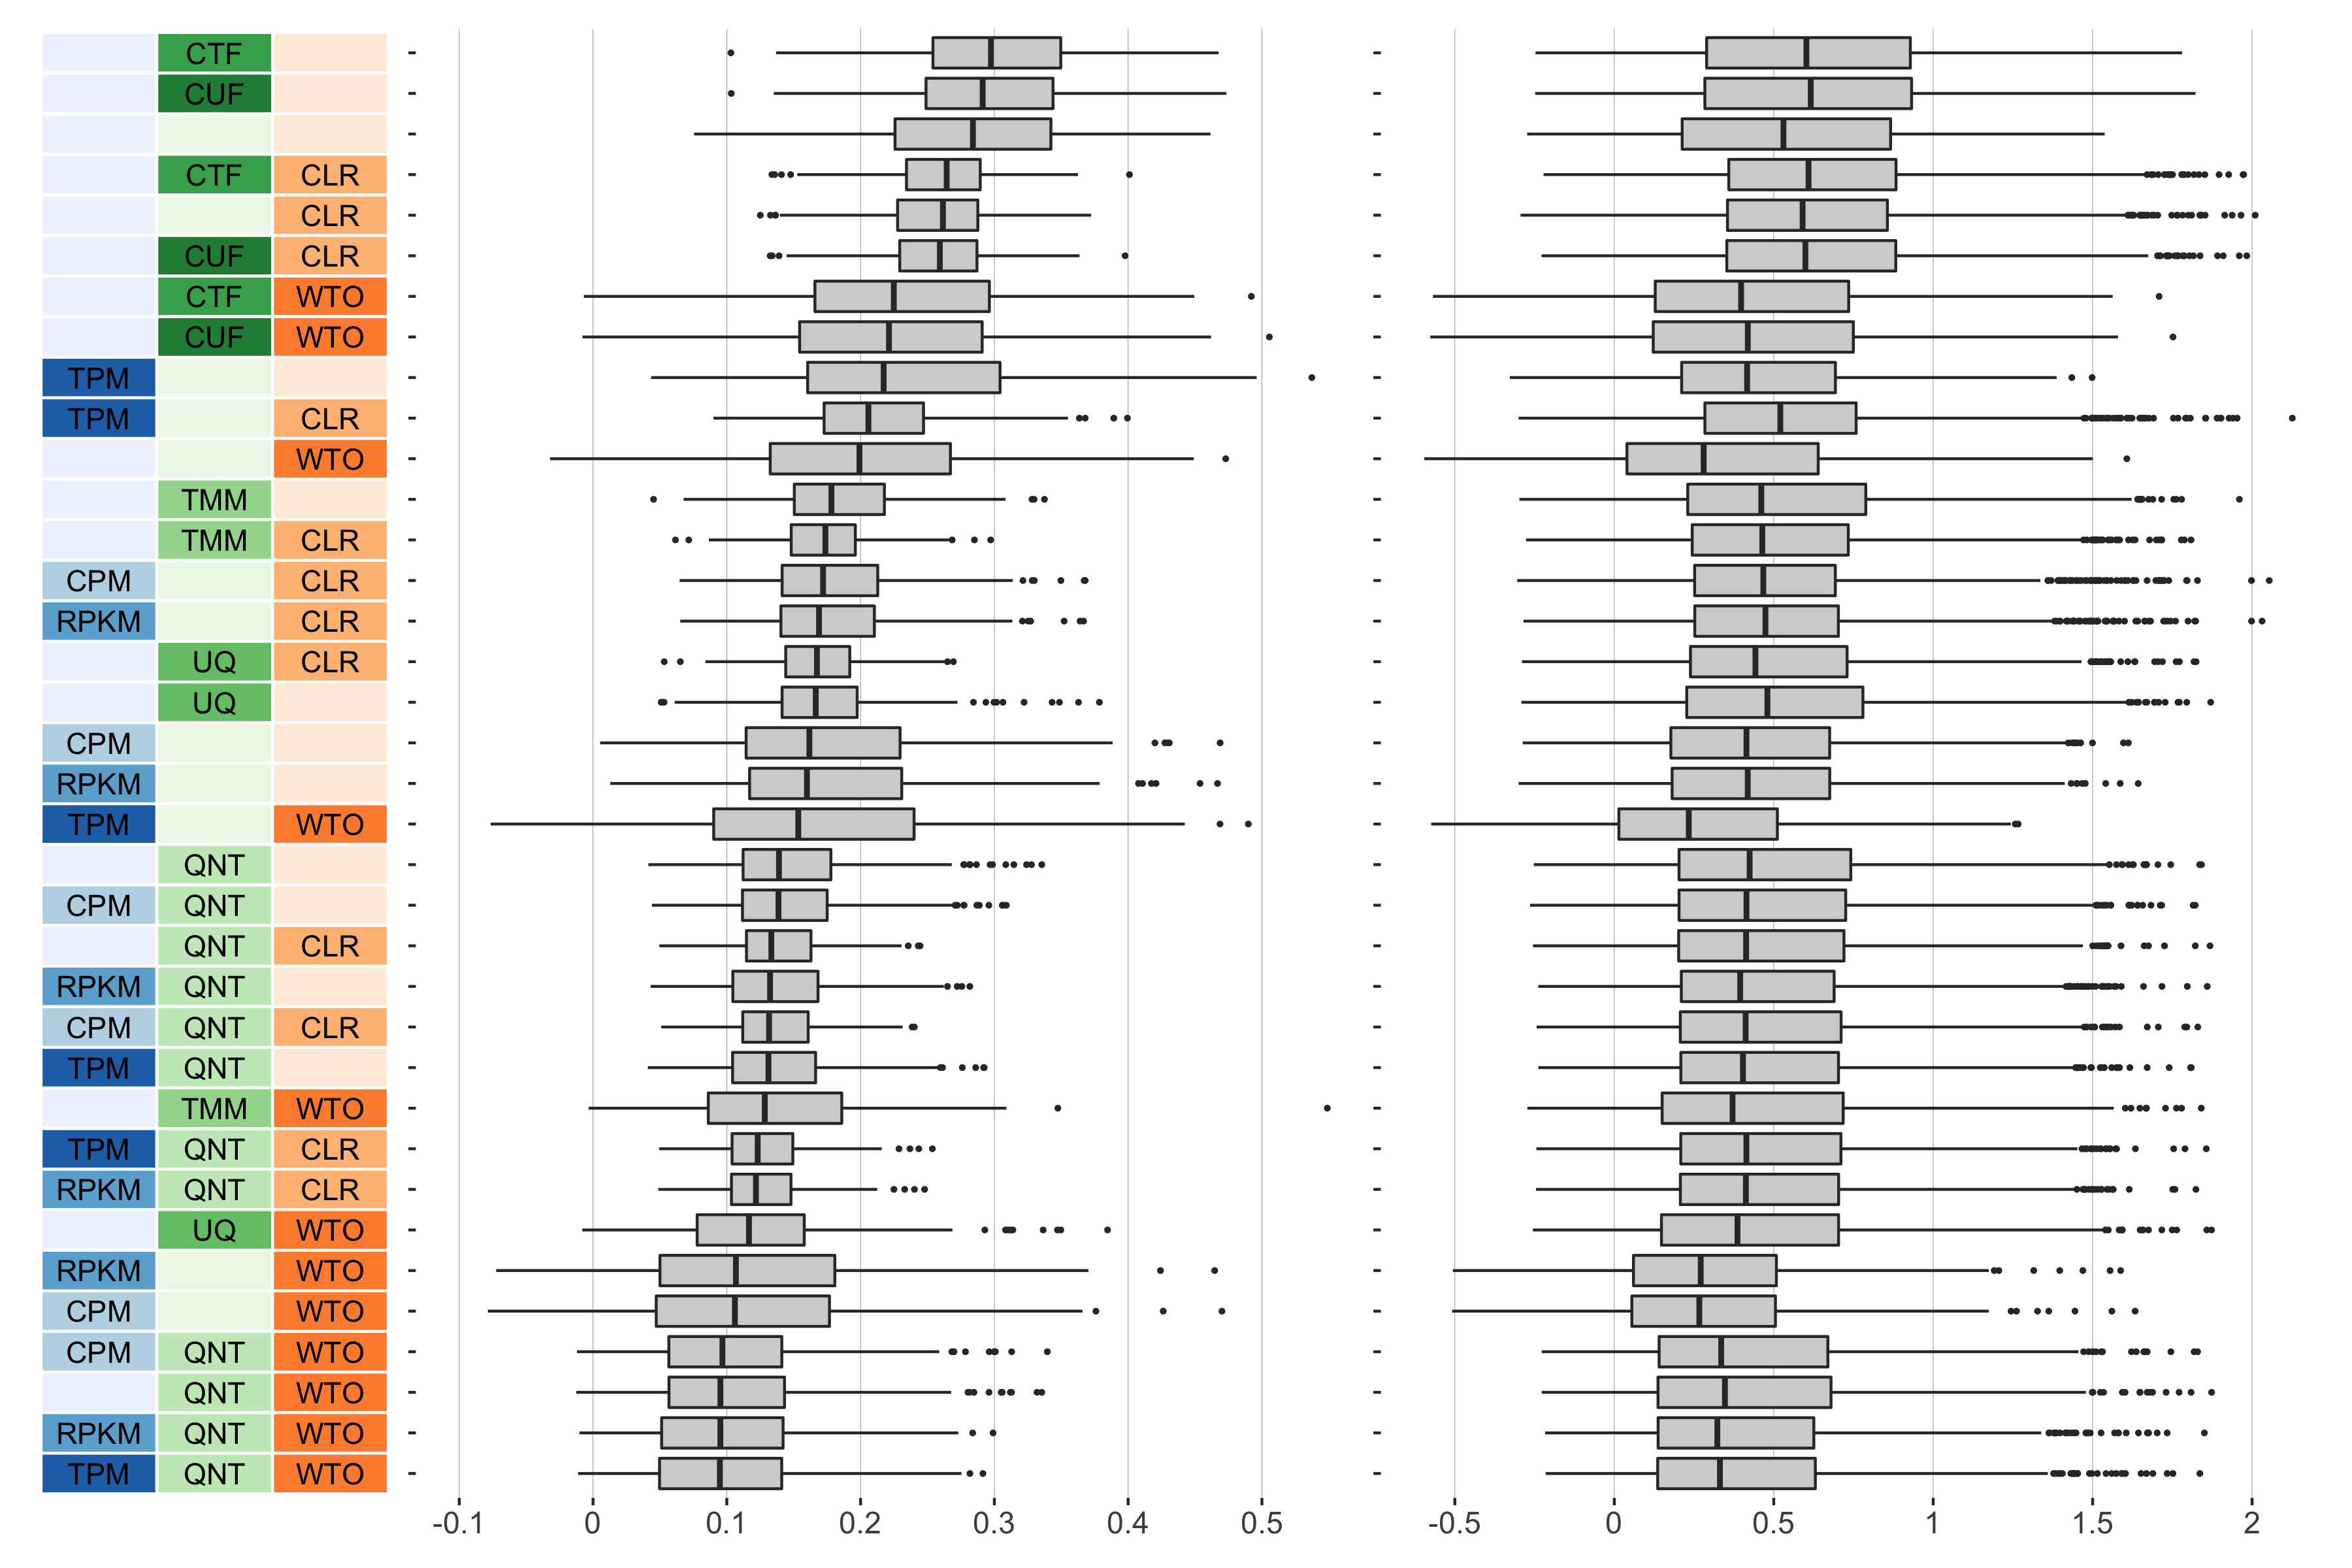 CTF
CUF
CTF CLR
CLR
CUF CLR
CTF WTO
CUF WTO
TPM
TPM CLR
WTO
TMM
TMM CLR
CPM CLR
RPKM CLR
UQ CLR
UQ
CPM
RPKM
TPM WTO
QNT
CPM QNT
QNT CLR
RPKM QNT
CPM QNT CLR
TPM QNT
TMM WTO
TPM QNT CLR
RPKM QNT CLR
UQ WTO
RPKM WTO
CPM WTO
CPM QNT WTO
QNT WTO
RPKM QNT WTO
TPM QNT WTO
-0.1 0 0.1 0.2 0.3 0.4 0.5 -0.5 0 0.5 1 1.5 2